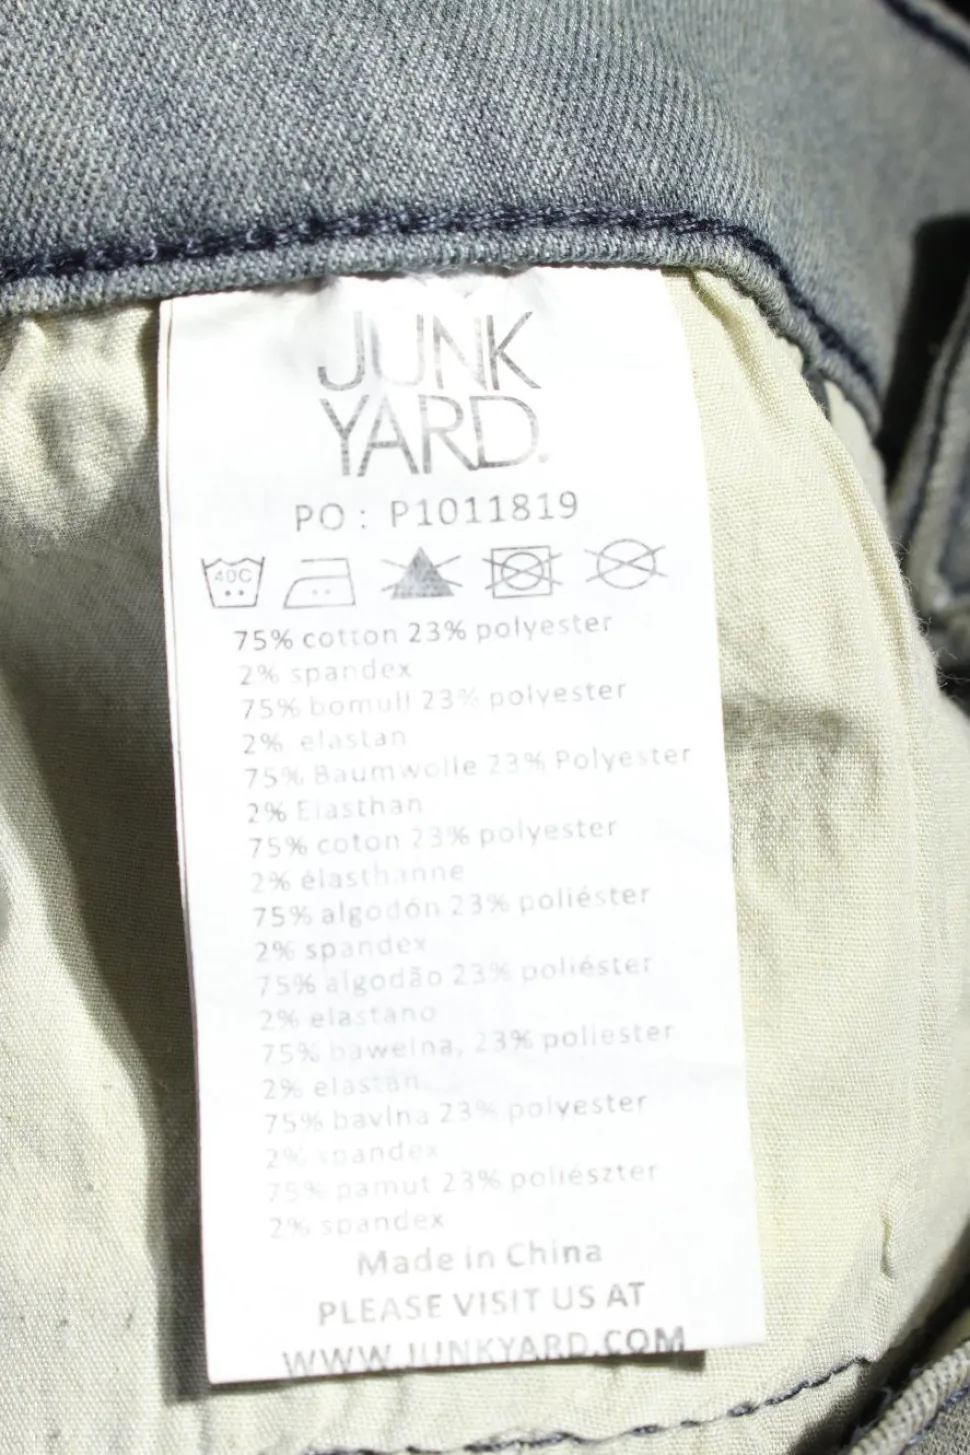 JUNK
YARD.
PO : P1011819
40C
75% cotton 23% polyester
2% spandex
75% bomull 23% polyester
2% elastan
75% Baumwolle 23% Polyester
2% Elasthan
75% coton 23% polyester
2% élasthanne
75% algodón 23% poliéster
2% spandex
75% algodão 23% poliéster
2% elastano
75% bawełna, 23% poliester
2% elastan
75% bavlna 23% polyester
2% spandex
75% pamut 23% poliészter
2% spandex
Made in China
PLEASE VISIT US AT
WWW.JUNKYARD.COM